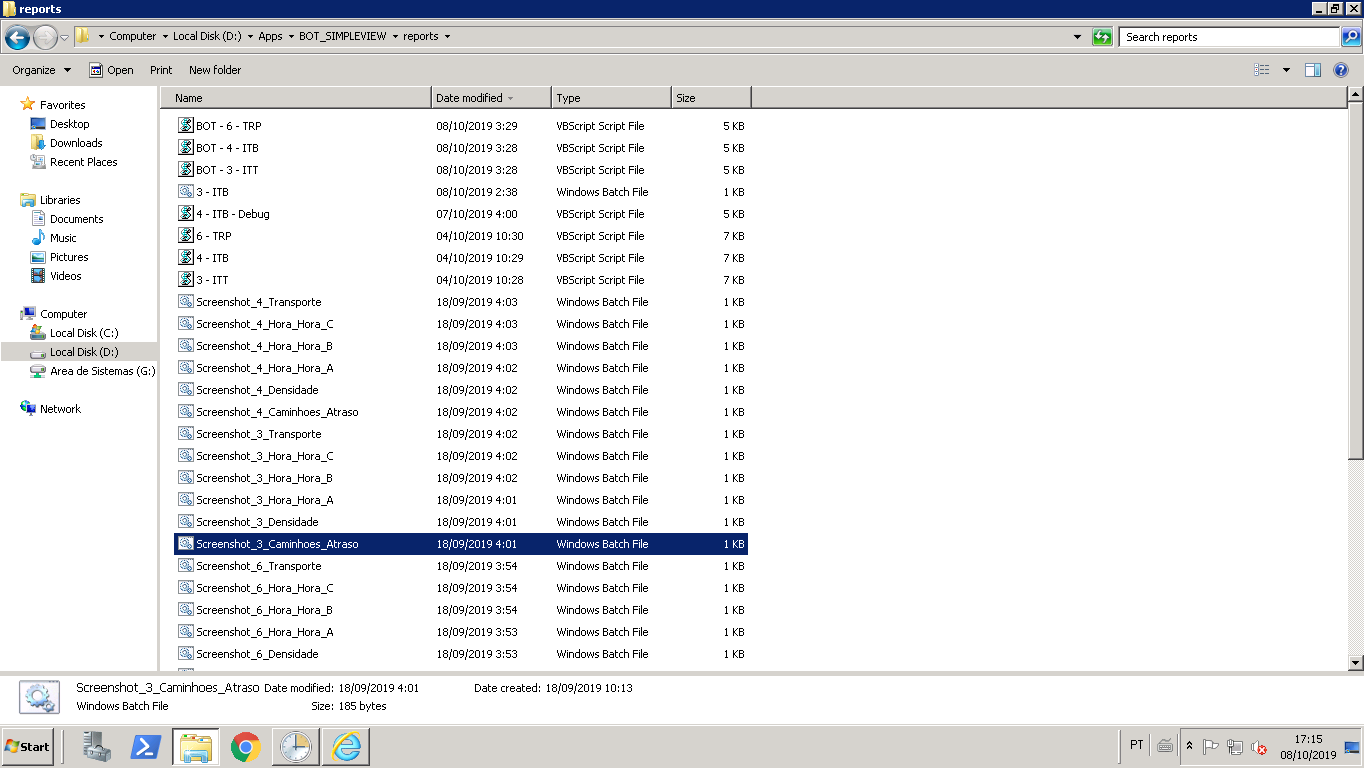 reports
Computer Local Disk (D:) Apps BOT_SIMPLEVIEW reports Search reports
Organize Open Print New folder
Favorites
Desktop
Downloads
Recent Places
Libraries
Documents
Music
Pictures
Videos
Computer
Local Disk (C:)
Local Disk (D:)
Area de Sistemas (G:)
Network
Name Date modified Type Size
BOT - 6 - TRP 08/10/2019 3:29 VBScript Script File 5 KB
BOT - 4 - ITB 08/10/2019 3:28 VBScript Script File 5 KB
BOT - 3 - ITT 08/10/2019 3:28 VBScript Script File 5 KB
3 - ITB 08/10/2019 2:38 Windows Batch File 1 KB
4 - ITB - Debug 07/10/2019 4:00 VBScript Script File 5 KB
6 - TRP 04/10/2019 10:30 VBScript Script File 7 KB
4 - ITB 04/10/2019 10:29 VBScript Script File 7 KB
3 - ITT 04/10/2019 10:28 VBScript Script File 7 KB
Screenshot_4_Transporte 18/09/2019 4:03 Windows Batch File 1 KB
Screenshot_4_Hora_Hora_C 18/09/2019 4:03 Windows Batch File 1 KB
Screenshot_4_Hora_Hora_B 18/09/2019 4:03 Windows Batch File 1 KB
Screenshot_4_Hora_Hora_A 18/09/2019 4:02 Windows Batch File 1 KB
Screenshot_4_Densidade 18/09/2019 4:02 Windows Batch File 1 KB
Screenshot_4_Caminhoes_Atraso 18/09/2019 4:02 Windows Batch File 1 KB
Screenshot_3_Transporte 18/09/2019 4:02 Windows Batch File 1 KB
Screenshot_3_Hora_Hora_C 18/09/2019 4:02 Windows Batch File 1 KB
Screenshot_3_Hora_Hora_B 18/09/2019 4:02 Windows Batch File 1 KB
Screenshot_3_Hora_Hora_A 18/09/2019 4:01 Windows Batch File 1 KB
Screenshot_3_Densidade 18/09/2019 4:01 Windows Batch File 1 KB
Screenshot_3_Caminhoes_Atraso 18/09/2019 4:01 Windows Batch File 1 KB
Screenshot_6_Transporte 18/09/2019 3:54 Windows Batch File 1 KB
Screenshot_6_Hora_Hora_C 18/09/2019 3:54 Windows Batch File 1 KB
Screenshot_6_Hora_Hora_B 18/09/2019 3:54 Windows Batch File 1 KB
Screenshot_6_Hora_Hora_A 18/09/2019 3:53 Windows Batch File 1 KB
Screenshot_6_Densidade 18/09/2019 3:53 Windows Batch File 1 KB
Screenshot_3_Caminhoes_Atraso Date modified: 18/09/2019 4:01 Date created: 18/09/2019 10:13
Windows Batch File Size: 185 bytes
Start PT 17:15
08/10/2019